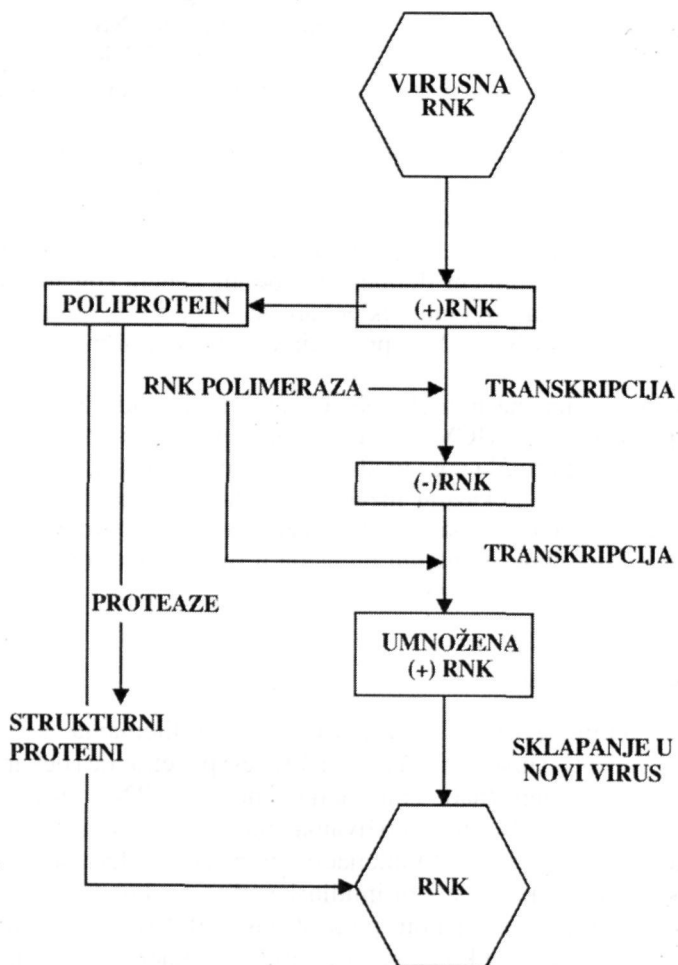 VIRUSNA
RNK
POLIPROTEIN
(+)RNK
RNK POLIMERAZA
TRANSKRIPCIJA
(-)RNK
TRANSKRIPCIJA
PROTEAZE
UMNOŽENA
(+) RNK
STRUKTURNI
PROTEINI
SKLAPANJE U
NOVI VIRUS
RNK